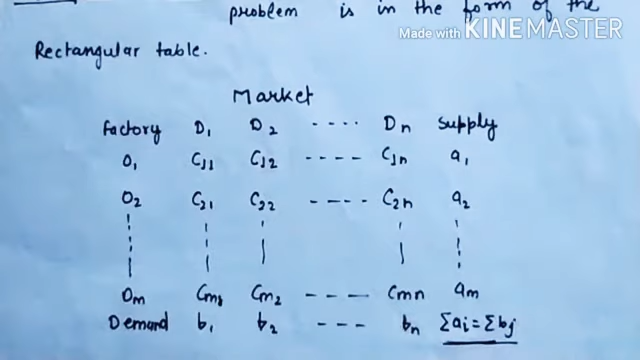 problem is in the form of the
Made with KINEMASTER
Rectangular table.
Market
Factory D1 D2 ---- Dn Supply
O1 C11 C12 ---- C1n a1
O2 C21 C22 ---- C2n a2
Om Cm1 Cm2 ---- Cmn am
Demand b1 b2 --- bn Σai = Σbj